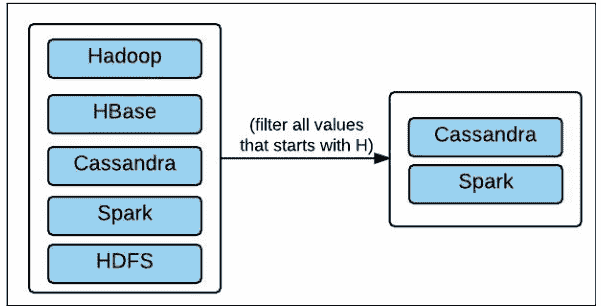 Hadoop
HBase
Cassandra
Spark
HDFS
(filter all values
that starts with H)
Cassandra
Spark